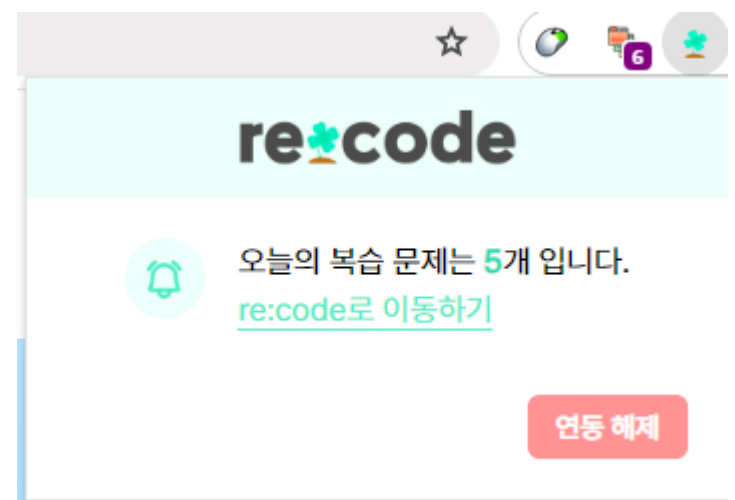 6
re:code
오늘의 복습 문제는 5개 입니다.
re:code로 이동하기
연동 해제